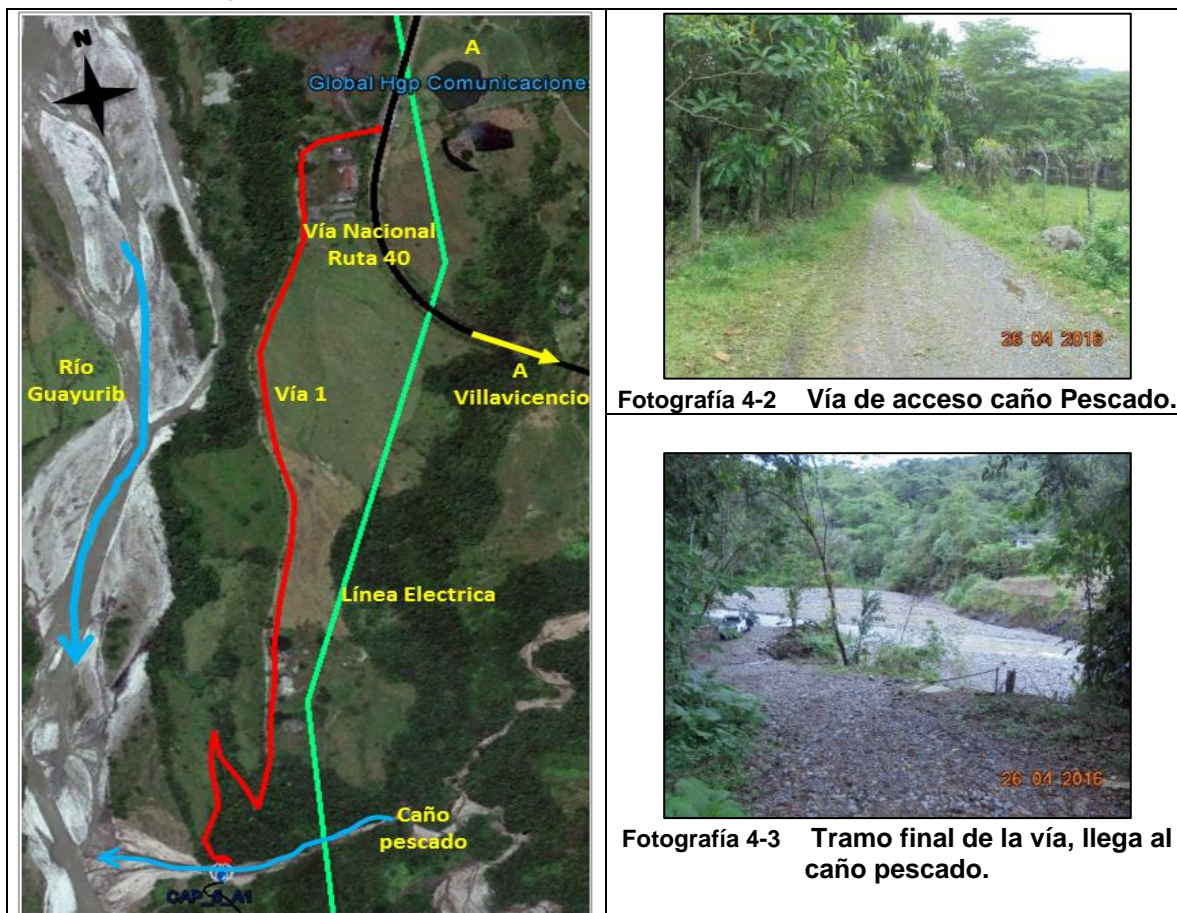 N
A
Global Hgp Comunicacione
Vía Nacional
Ruta 40
Río
Guayurib
Vía 1
A
Villavicencio
Línea Electrica
Caño
pescado
CAP_5_A1
26 04 2016
Fotografía 4-2 Vía de acceso caño Pescado.
26 04 2016
Fotografía 4-3 Tramo final de la vía, llega al
caño pescado.